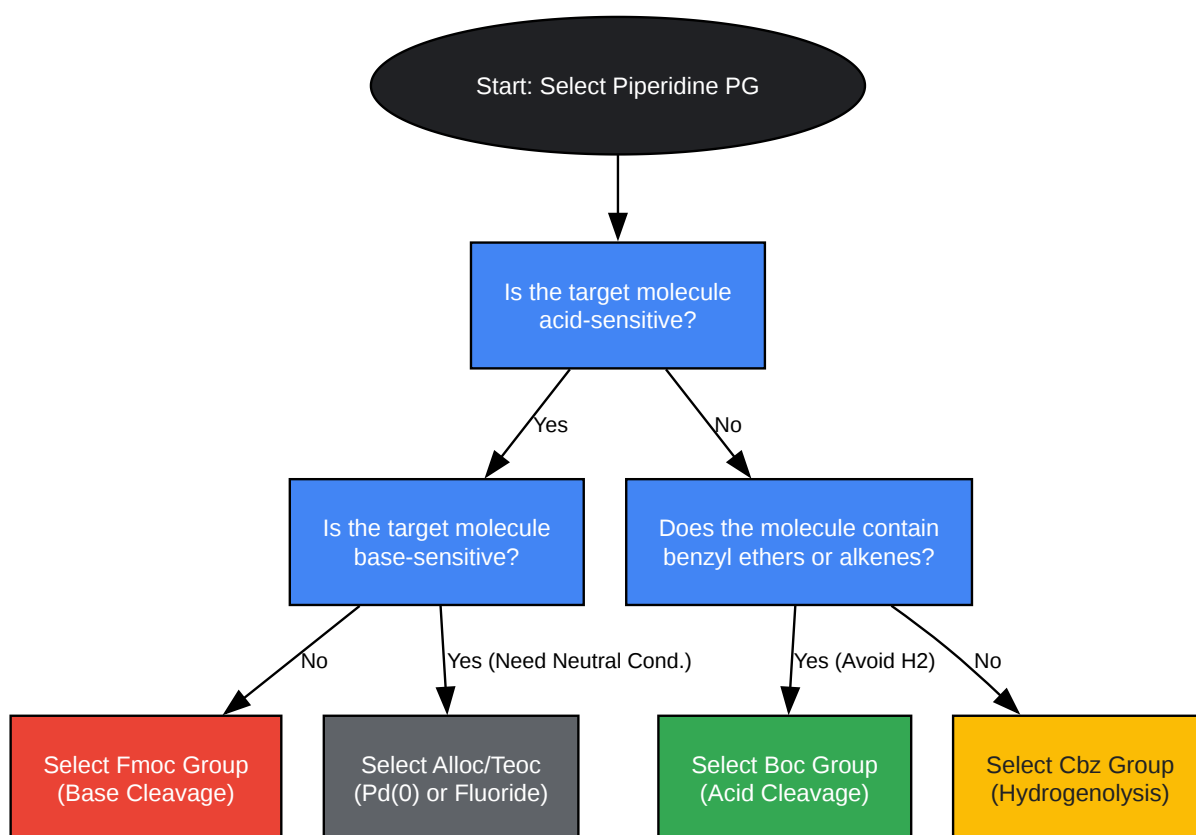 Start: Select Piperidine PG
Is the target molecule
acid-sensitive?
Yes
No
Is the target molecule
base-sensitive?
Does the molecule contain
benzyl ethers or alkenes?
No
Yes (Need Neutral Cond.)
Yes (Avoid H2)
No
Select Fmoc Group
(Base Cleavage)
Select Alloc/Teoc
(Pd(0) or Fluoride)
Select Boc Group
(Acid Cleavage)
Select Cbz Group
(Hydrogenolysis)